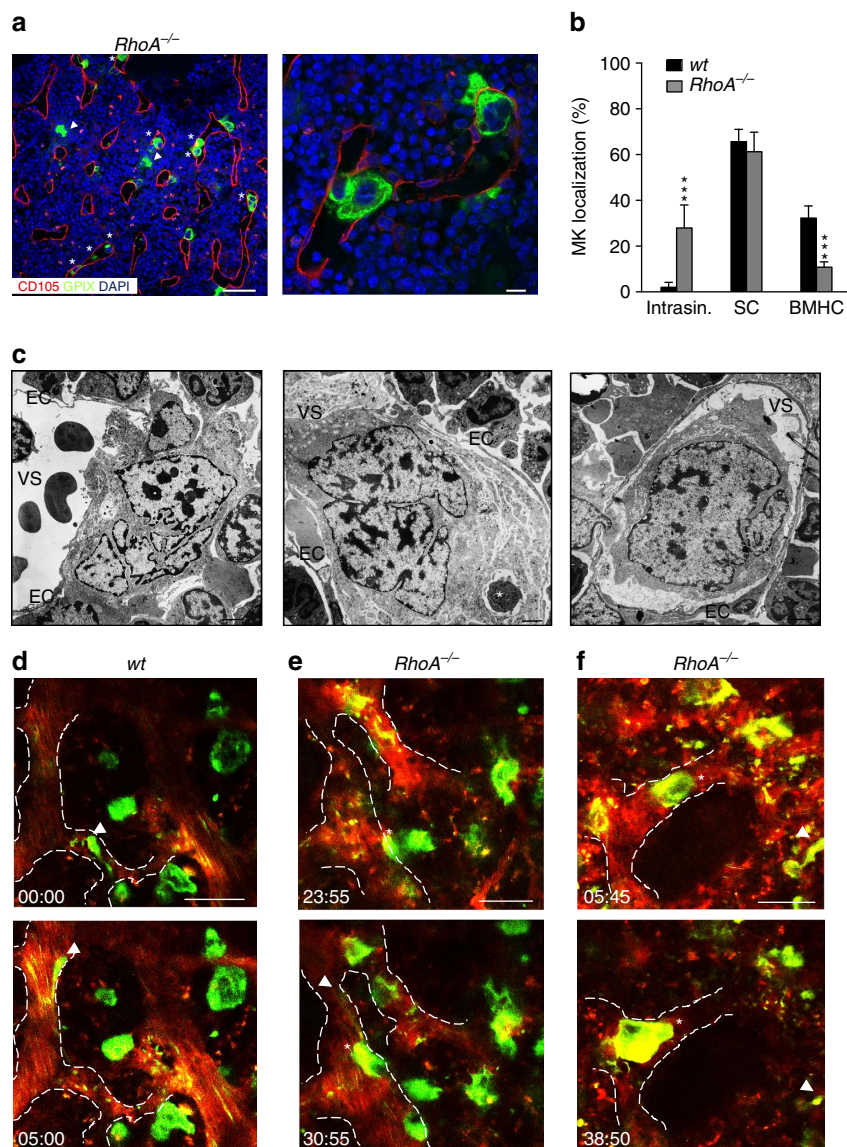 a
RhoA–/–
* * * * * * * * *
CD105 GPIX DAPI
b
wt
RhoA–/–
MK localization (%)
100
80
60
40
20
0
***
***
Intrasin. SC BMHC
c
EC
VS
EC
VS
EC
EC
*
VS
EC
d
wt
00:00
05:00
e
RhoA–/–
*
23:55
*
30:55
f
RhoA–/–
*
05:45
*
38:50